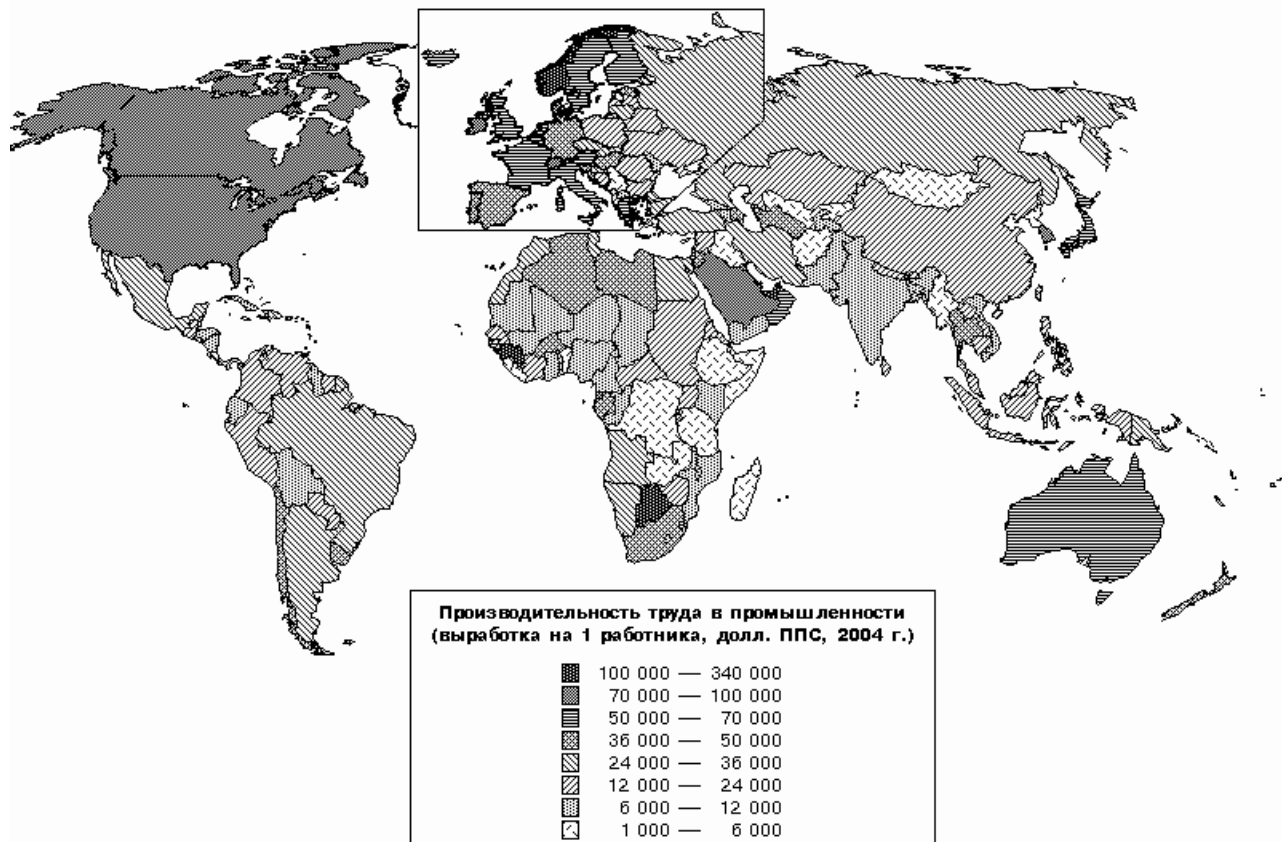 Производительность труда в промышленности
(выработка на 1 работника, долл. ППС, 2004 г.)
100 000 — 340 000
70 000 — 100 000
50 000 — 70 000
36 000 — 50 000
24 000 — 36 000
12 000 — 24 000
6 000 — 12 000
1 000 — 6 000